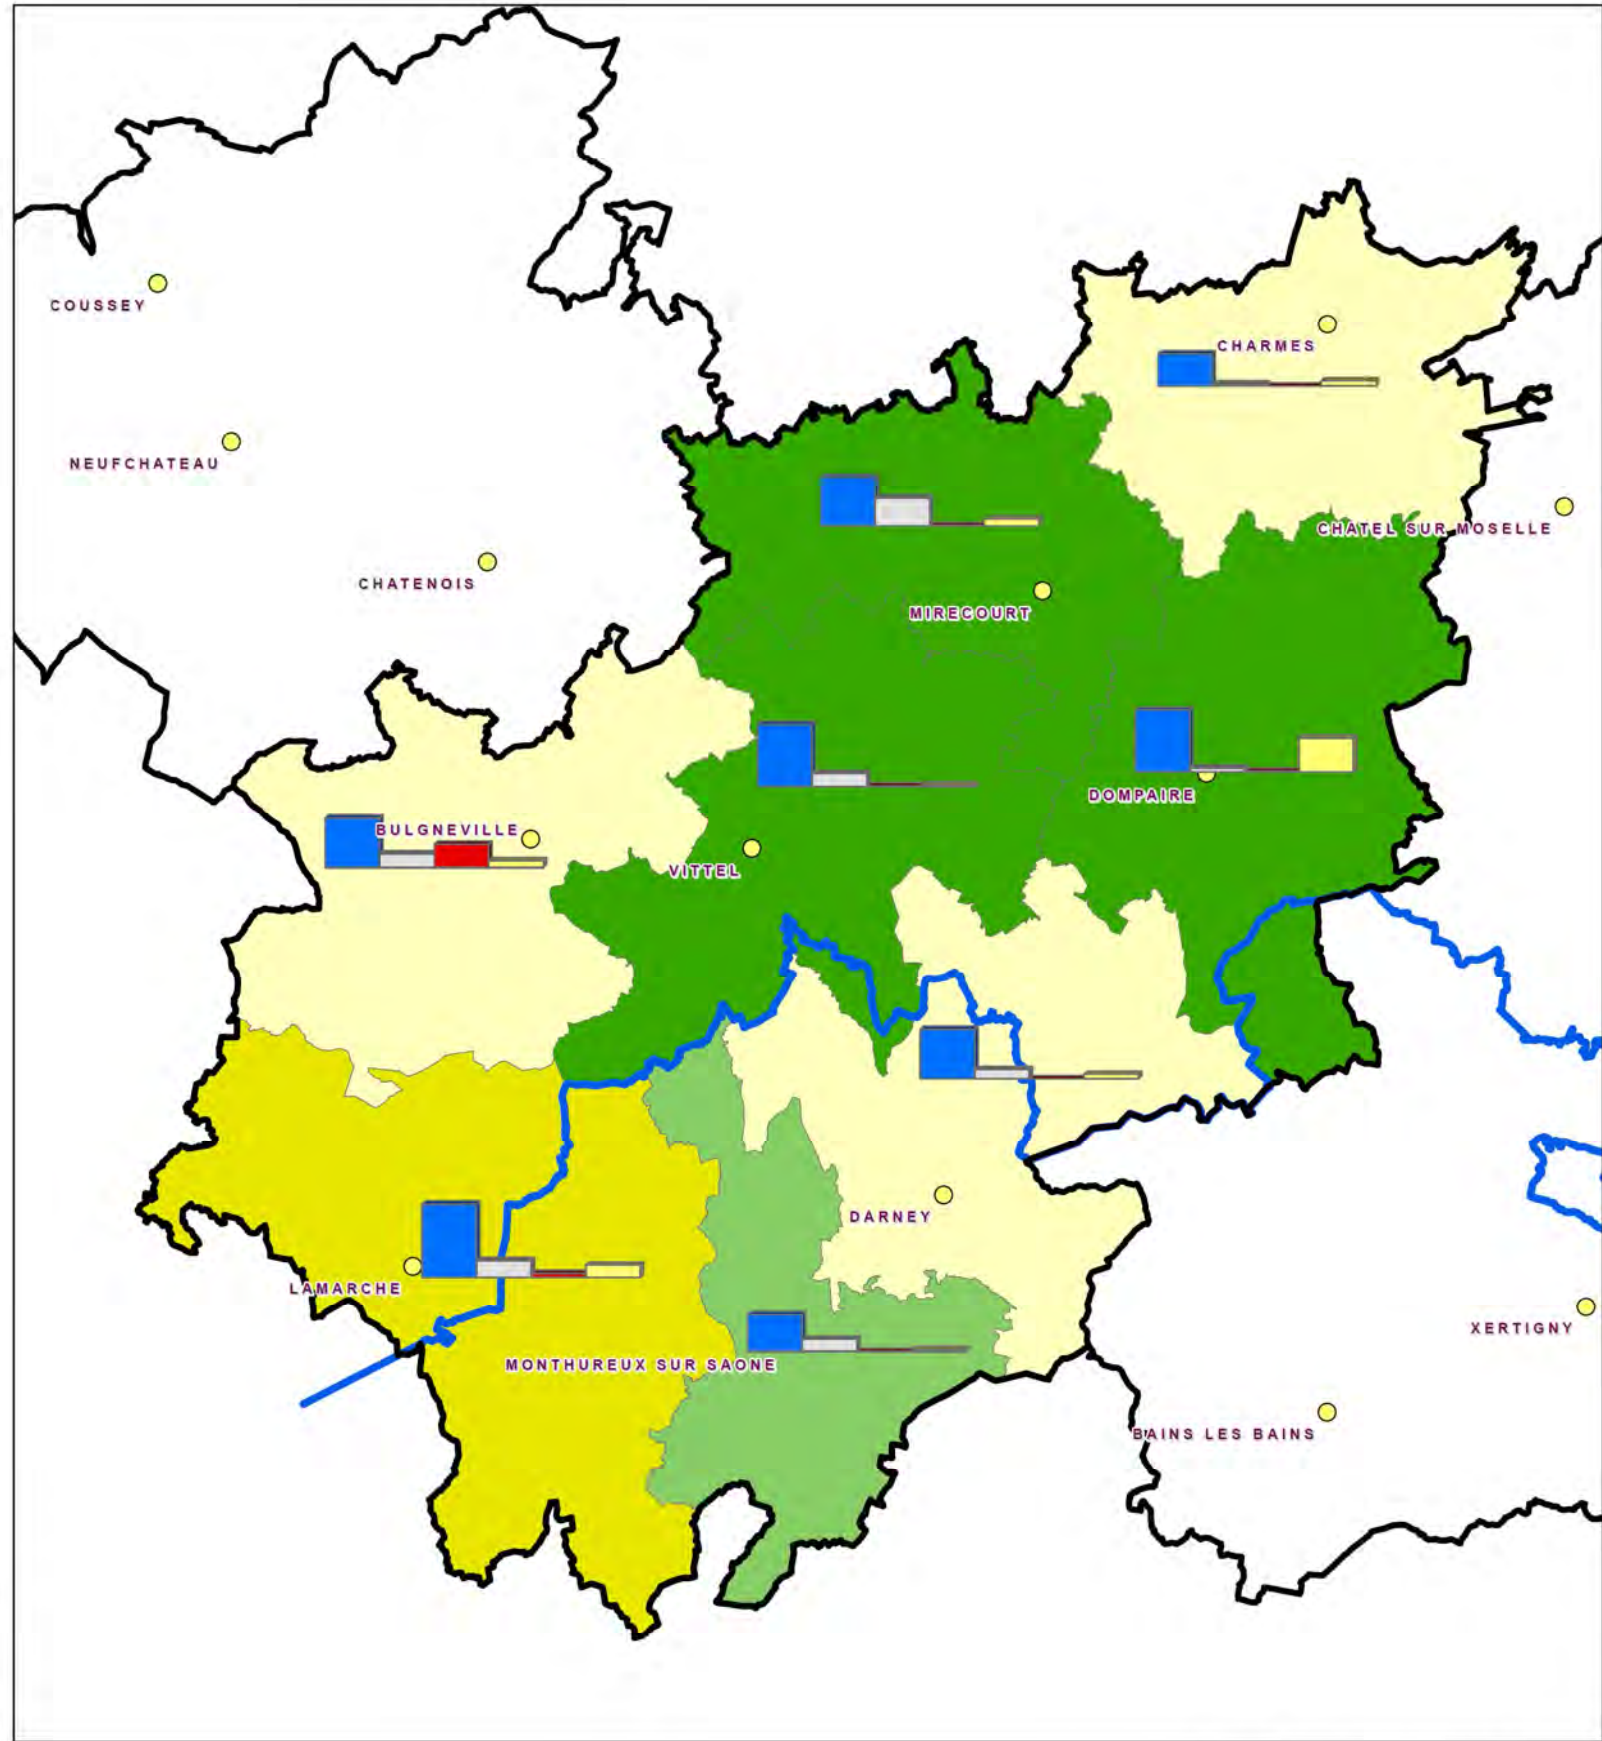 COUSSEY
CHARMES
NEUFCHATEAU
CHATEL SUR MOSELLE
CHATENOIS
MIRECOURT
DOMPAIRE
BULGNEVILLE
VITTEL
DARNEY
LAMARCHE
XERTIGNY
MONTHUREUX SUR SAONE
BAINS LES BAINS